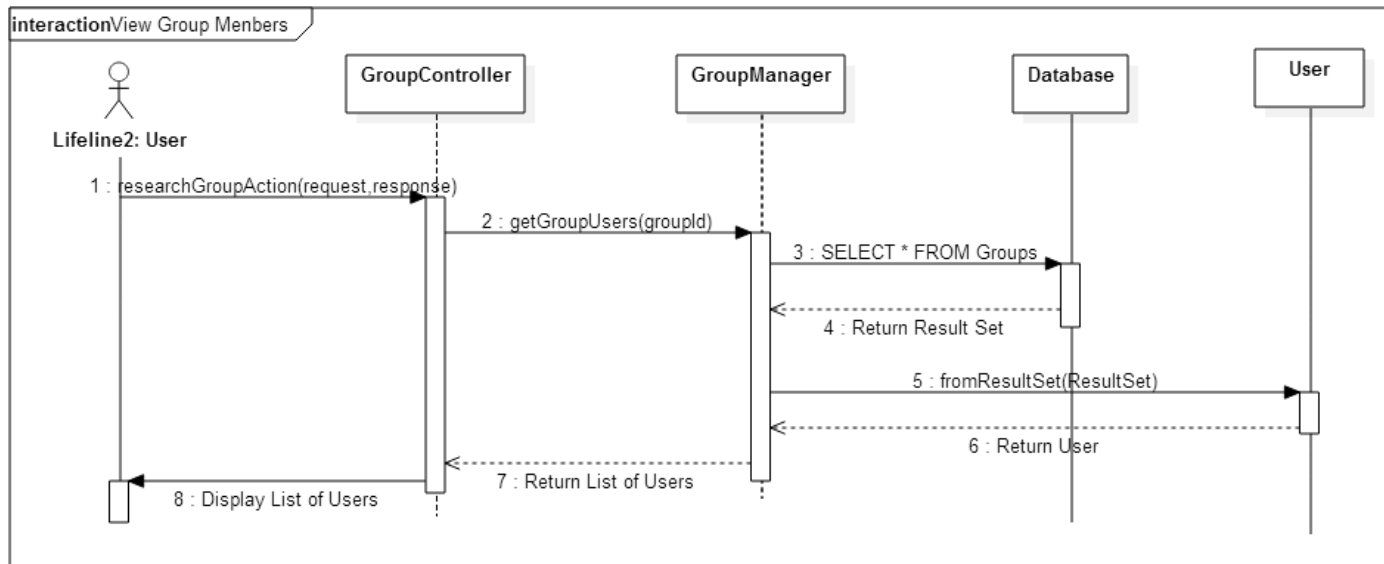 interactionView Group Menbers
Lifeline2: User
GroupController
GroupManager
Database
User
1 : researchGroupAction(request,response)
2 : getGroupUsers(groupId)
3 : SELECT * FROM Groups
4 : Return Result Set
5 : fromResultSet(ResultSet)
6 : Return User
7 : Return List of Users
8 : Display List of Users